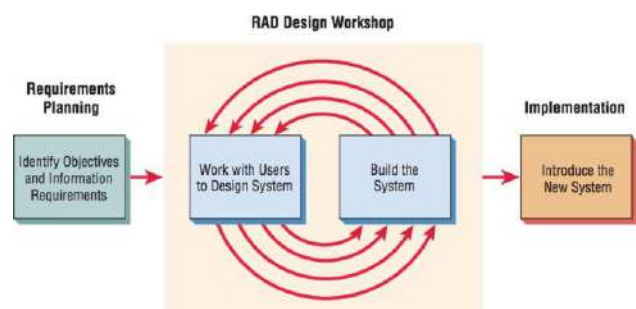 RAD Design Workshop
Requirements
Planning
Identify Objectives
and Information
Requirements
Work with Users
to Design System
Build the
System
Implementation
Introduce the
New System